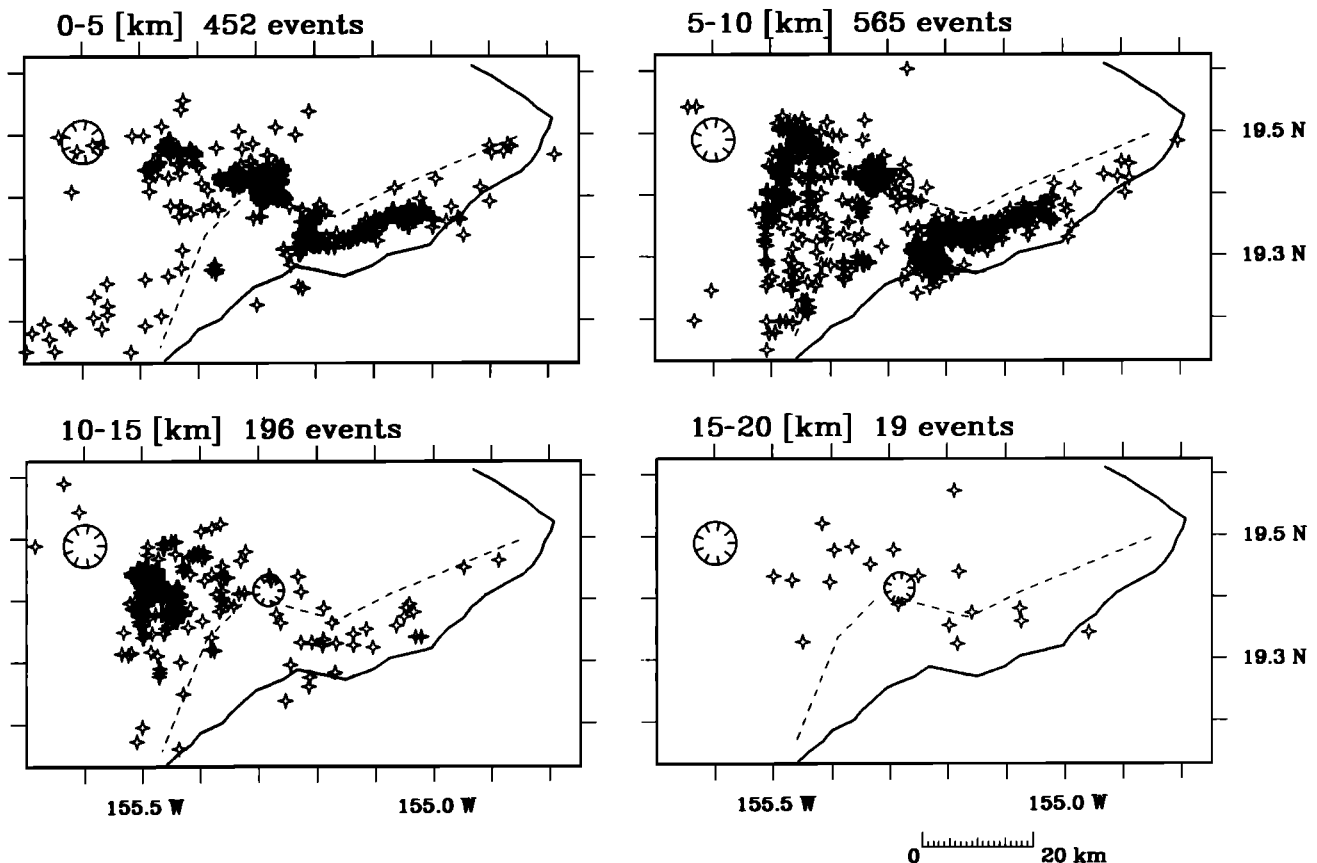 0-5 [km] 452 events
5-10 [km] 565 events
19.5 N
19.3 N
10-15 [km] 196 events
15-20 [km] 19 events
19.5 N
19.3 N
155.5 W
155.0 W
155.5 W
155.0 W
0
20 km